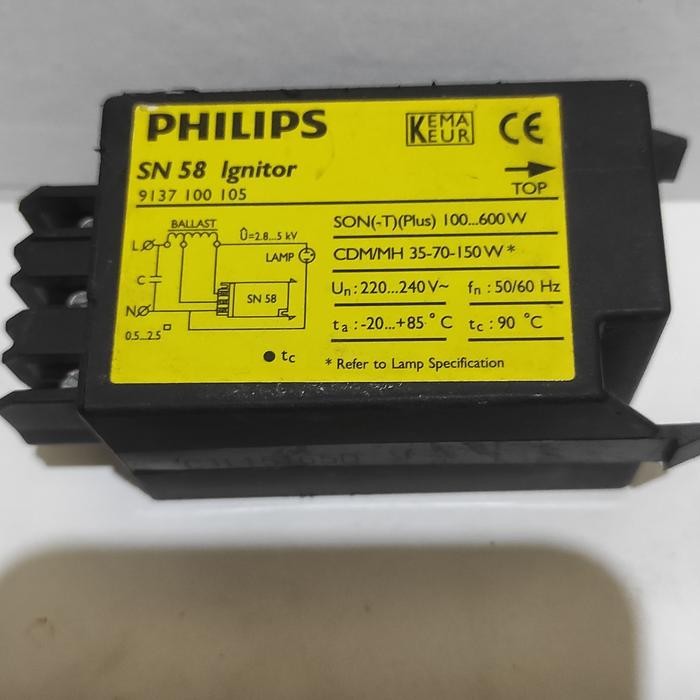 PHILIPS
KEMA
KEUR
CE
SN 58 Ignitor
9137 100 105
TOP
BALLAST
L
Û=2.8...5 kV
LAMP
C
SN 58
N
0.5...2.5
tc
SON(-T)(Plus) 100...600W
CDM/MH 35-70-150W *
Un : 220...240 V~ fn : 50/60 Hz
ta : -20...+85 °C tc : 90 °C
* Refer to Lamp Specification